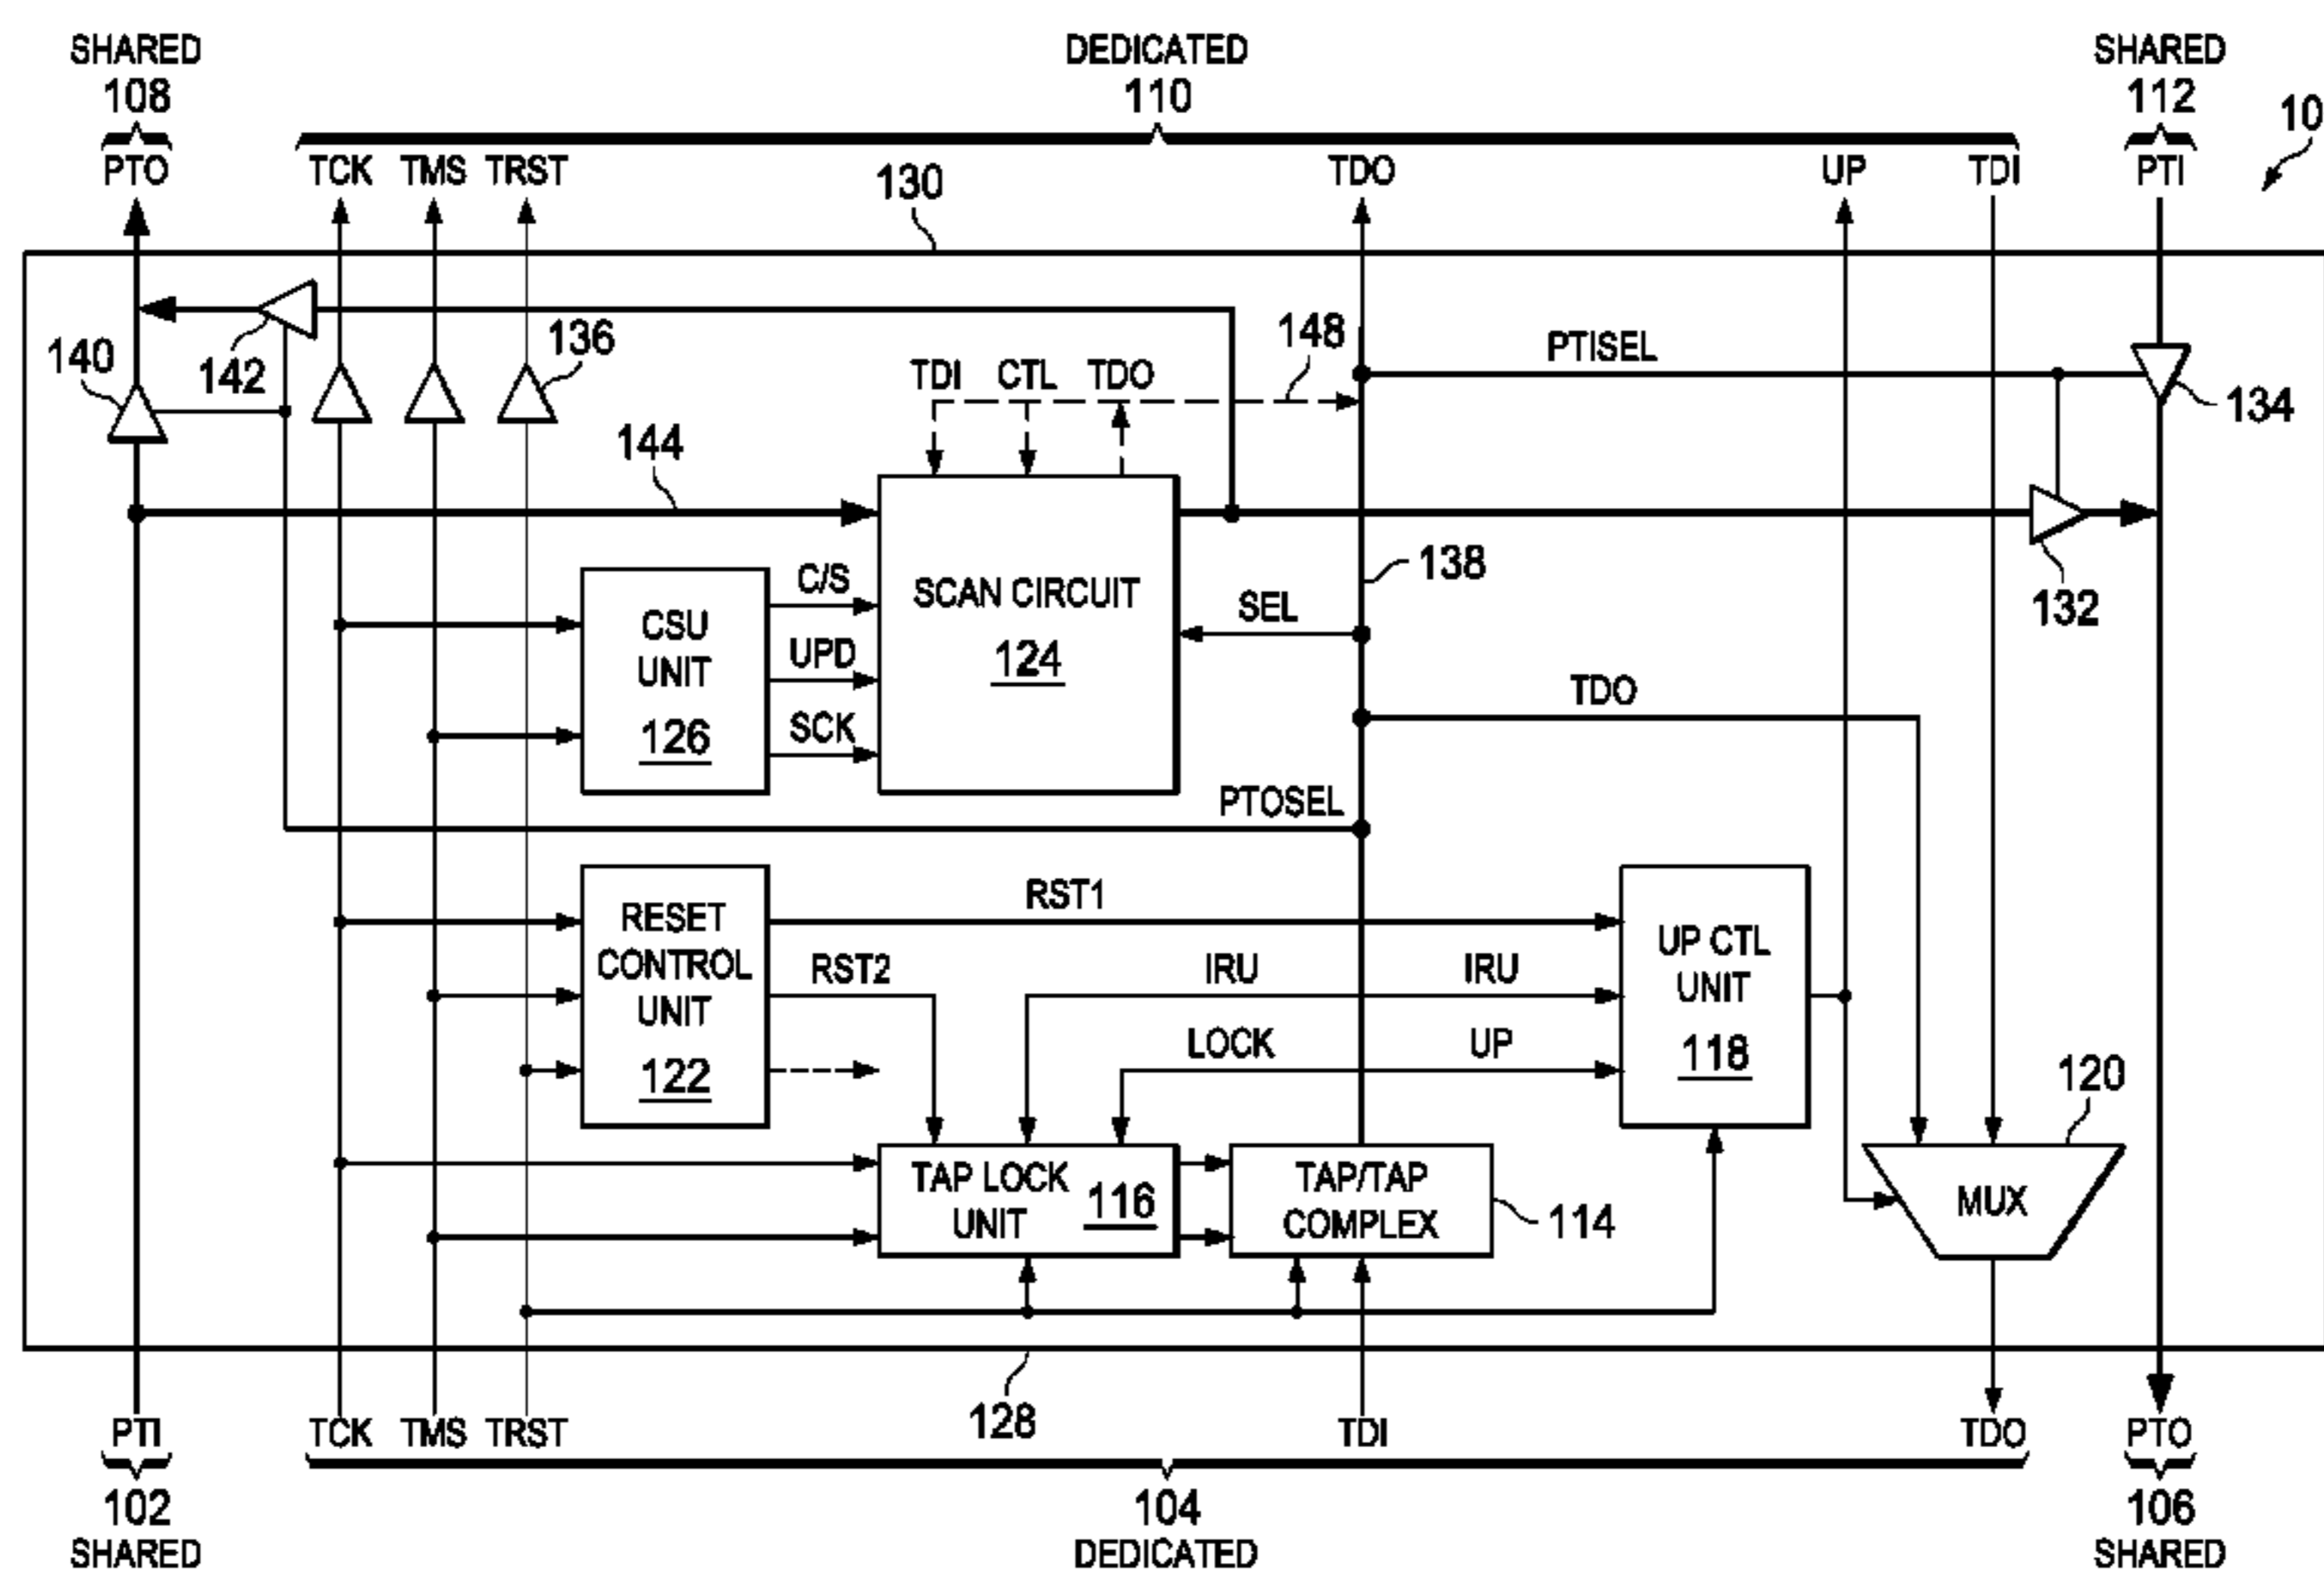 SHARED
108
PTO
DEDICATED
110
SHARED
112
PTI
10
TCK TMS TRST
TDO
UP
TDI
130
140
142
136
148
PTISEL
134
TDI CTL TDO
144
138
132
CSU
UNIT
126
C/S
UPD
SCK
SCAN CIRCUIT
124
SEL
TDO
PTOSEL
RESET
CONTROL
UNIT
122
RST1
RST2
IRU
IRU
LOCK
UP
UP CTL
UNIT
118
120
MUX
TAP LOCK
UNIT
116
TAP/TAP
COMPLEX
114
128
PTI
102
SHARED
TCK TMS TRST
TDI
TDO
104
DEDICATED
PTO
106
SHARED